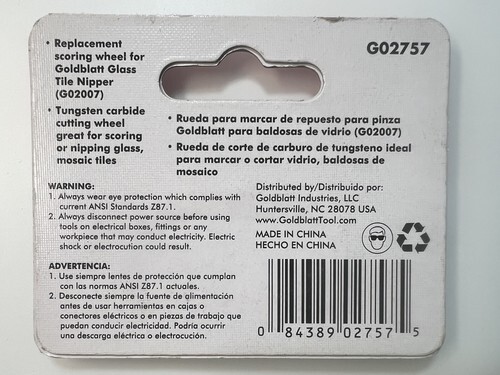 G02757
• Replacement
scoring wheel for
Goldblatt Glass
Tile Nipper
(G02007)
• Tungsten carbide
cutting wheel
great for scoring
or nipping glass,
mosaic tiles
• Rueda para marcar de repuesto para pinza
Goldblatt para baldosas de vidrio (G02007)
• Rueda de corte de carburo de tungsteno ideal
para marcar o cortar vidrio, baldosas de
mosaico
WARNING:
1. Always wear eye protection which complies with
current ANSI Standards Z87.1.
2. Always disconnect power source before using
tools on electrical boxes, fittings or any
workpiece that may conduct electricity. Electric
shock or electrocution could result.
ADVERTENCIA:
1. Use siempre lentes de protección que cumplan
con las normas ANSI Z87.1 actuales.
2. Desconecte siempre la fuente de alimentación
antes de usar herramientas en cajas o
conectores eléctricos o en piezas de trabajo que
puedan conducir electricidad. Podría ocurrir
una descarga eléctrica o electrocución.
Distributed by/Distribuido por:
Goldblatt Industries, LLC
Huntersville, NC 28078 USA
www.GoldblattTool.com
MADE IN CHINA
HECHO EN CHINA
0 84389 02757 5